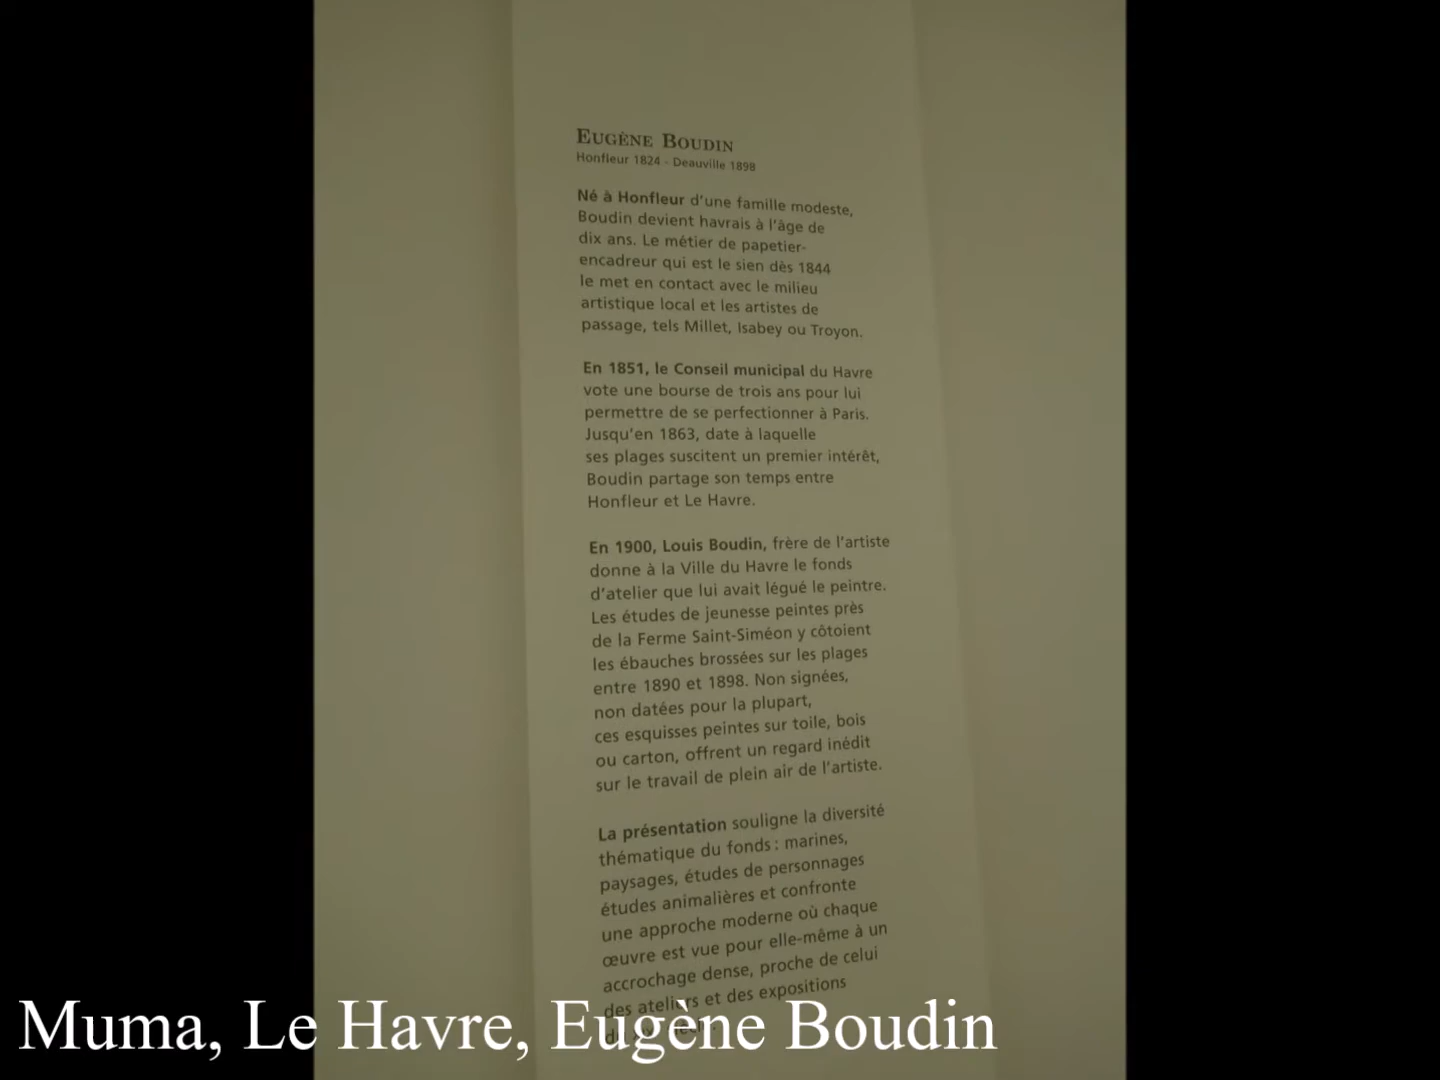 EUGÈNE BOUDIN
Honfleur 1824 - Deauville 1898
Né à Honfleur d'une famille modeste,
Boudin devient havrais à l'âge de
dix ans. Le métier de papetier-
encadreur qui est le sien dès 1844
le met en contact avec le milieu
artistique local et les artistes de
passage, tels Millet, Isabey ou Troyon.
En 1851, le Conseil municipal du Havre
vote une bourse de trois ans pour lui
permettre de se perfectionner à Paris.
Jusqu'en 1863, date à laquelle
ses plages suscitent un premier intérêt,
Boudin partage son temps entre
Honfleur et Le Havre.
En 1900, Louis Boudin, frère de l'artiste
donne à la Ville du Havre le fonds
d'atelier que lui avait légué le peintre.
Les études de jeunesse peintes près
de la Ferme Saint-Siméon y côtoient
les ébauches brossées sur les plages
entre 1890 et 1898. Non signées,
non datées pour la plupart,
ces esquisses peintes sur toile, bois
ou carton, offrent un regard inédit
sur le travail de plein air de l'artiste.
La présentation souligne la diversité
thématique du fonds : marines,
paysages, études de personnages
études animalières et confronte
une approche moderne où chaque
œuvre est vue pour elle-même à un
accrochage dense, proche de celui
des ateliers et des expositions
Muma, Le Havre, Eugène Boudin